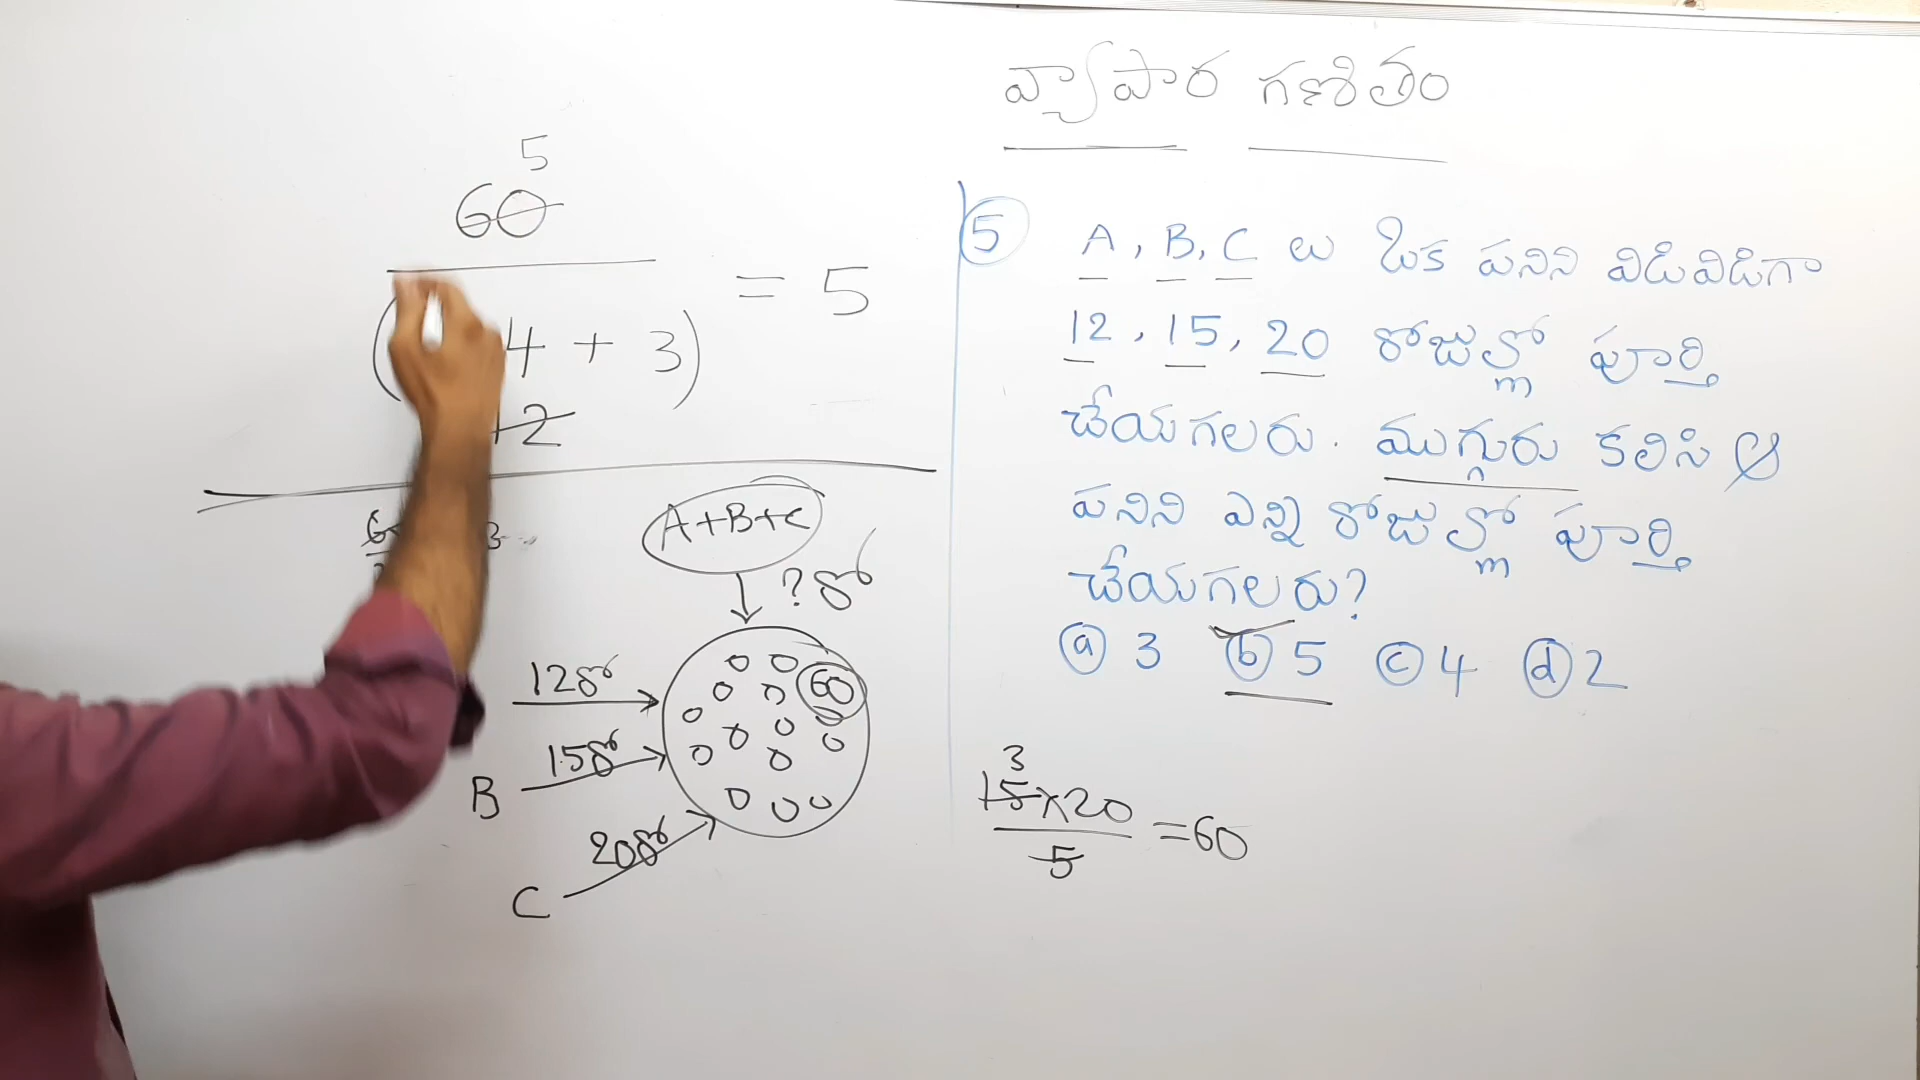 వ్యాపార గణితం
5
60
4 + 3) = 5
12
A+B+C
? రో
60
12రో
15రో
B
20రో
C
5 A, B, C లు ఒక పనిని విడివిడిగా
12, 15, 20 రోజుల్లో పూర్తి
చేయగలరు. ముగ్గురు కలిసి ఆ
పనిని ఎన్ని రోజుల్లో పూర్తి
చేయగలరు?
a 3 b 5 c 4 d 2
3
15×20
5
=60